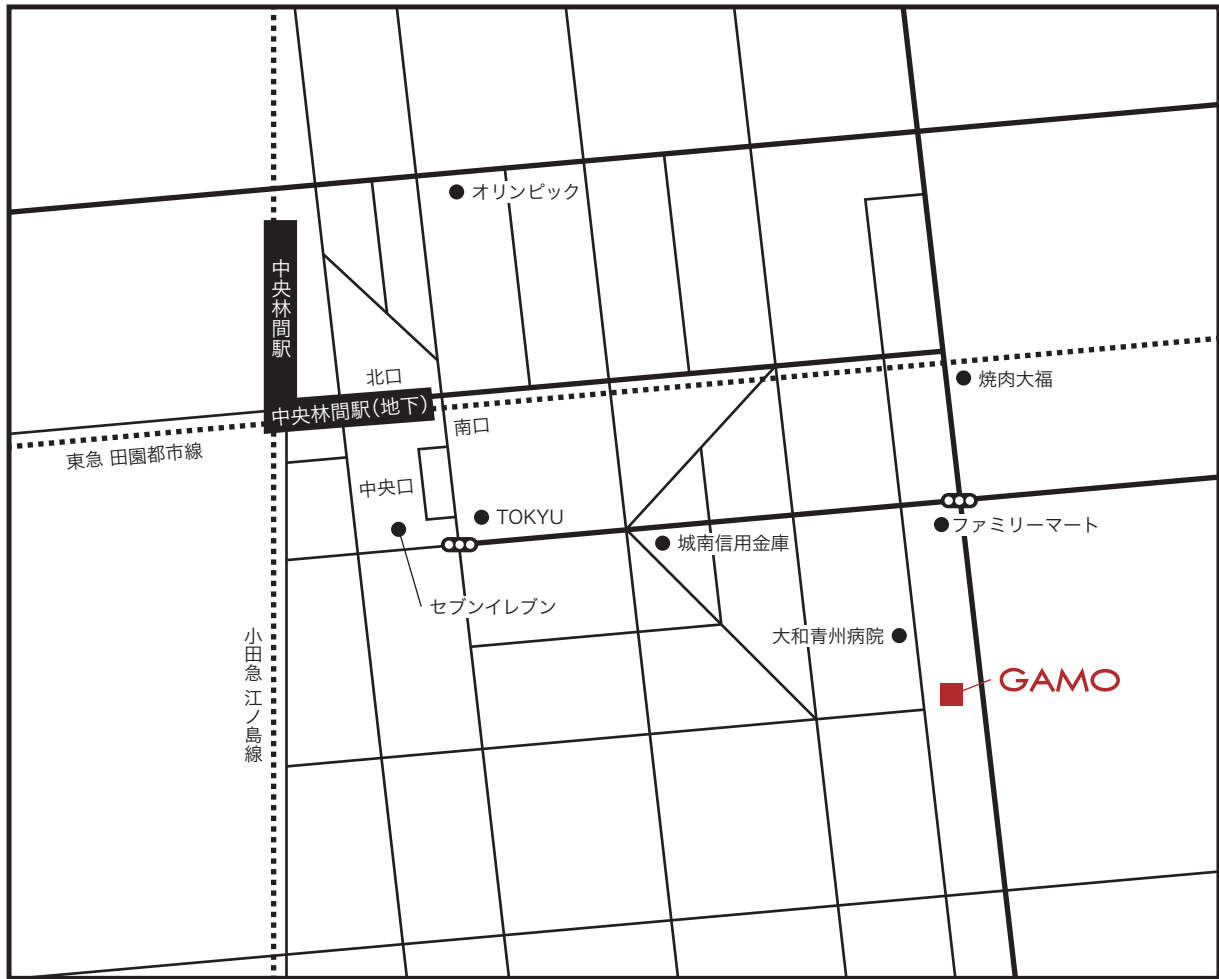 オリンピック
中央林間駅
北口
中央林間駅(地下)
焼肉大福
南口
東急 田園都市線
中央口
TOKYU
ファミリーマート
城南信用金庫
セブンイレブン
小田急 江ノ島線
大和青州病院
GAMO